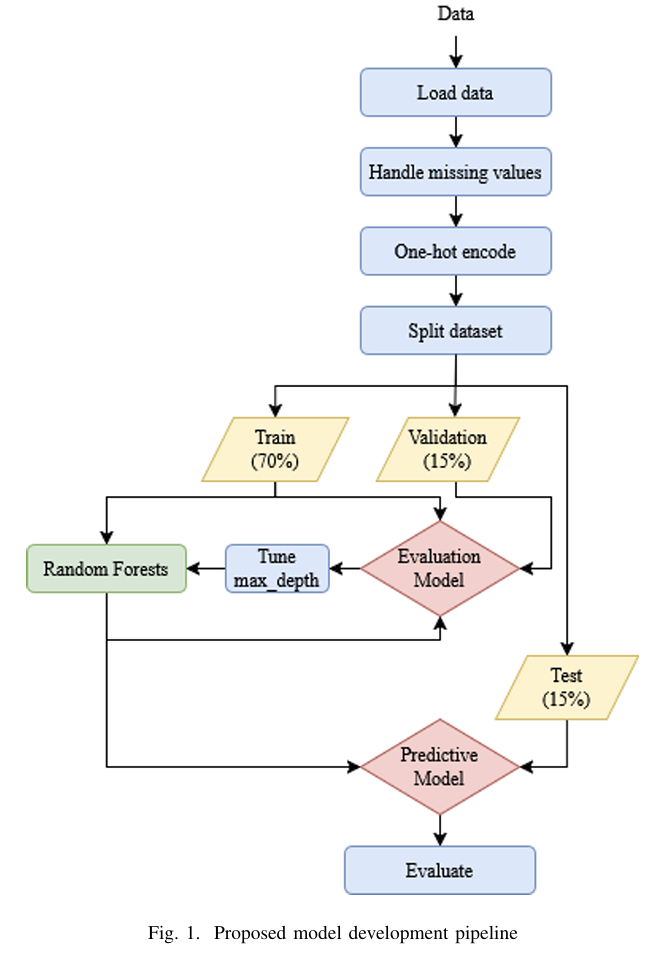 Data
Load data
Handle missing values
One-hot encode
Split dataset
Train
(70%)
Validation
(15%)
Random Forests
Tune
max_depth
Evaluation
Model
Test
(15%)
Predictive
Model
Evaluate
Fig. 1. Proposed model development pipeline